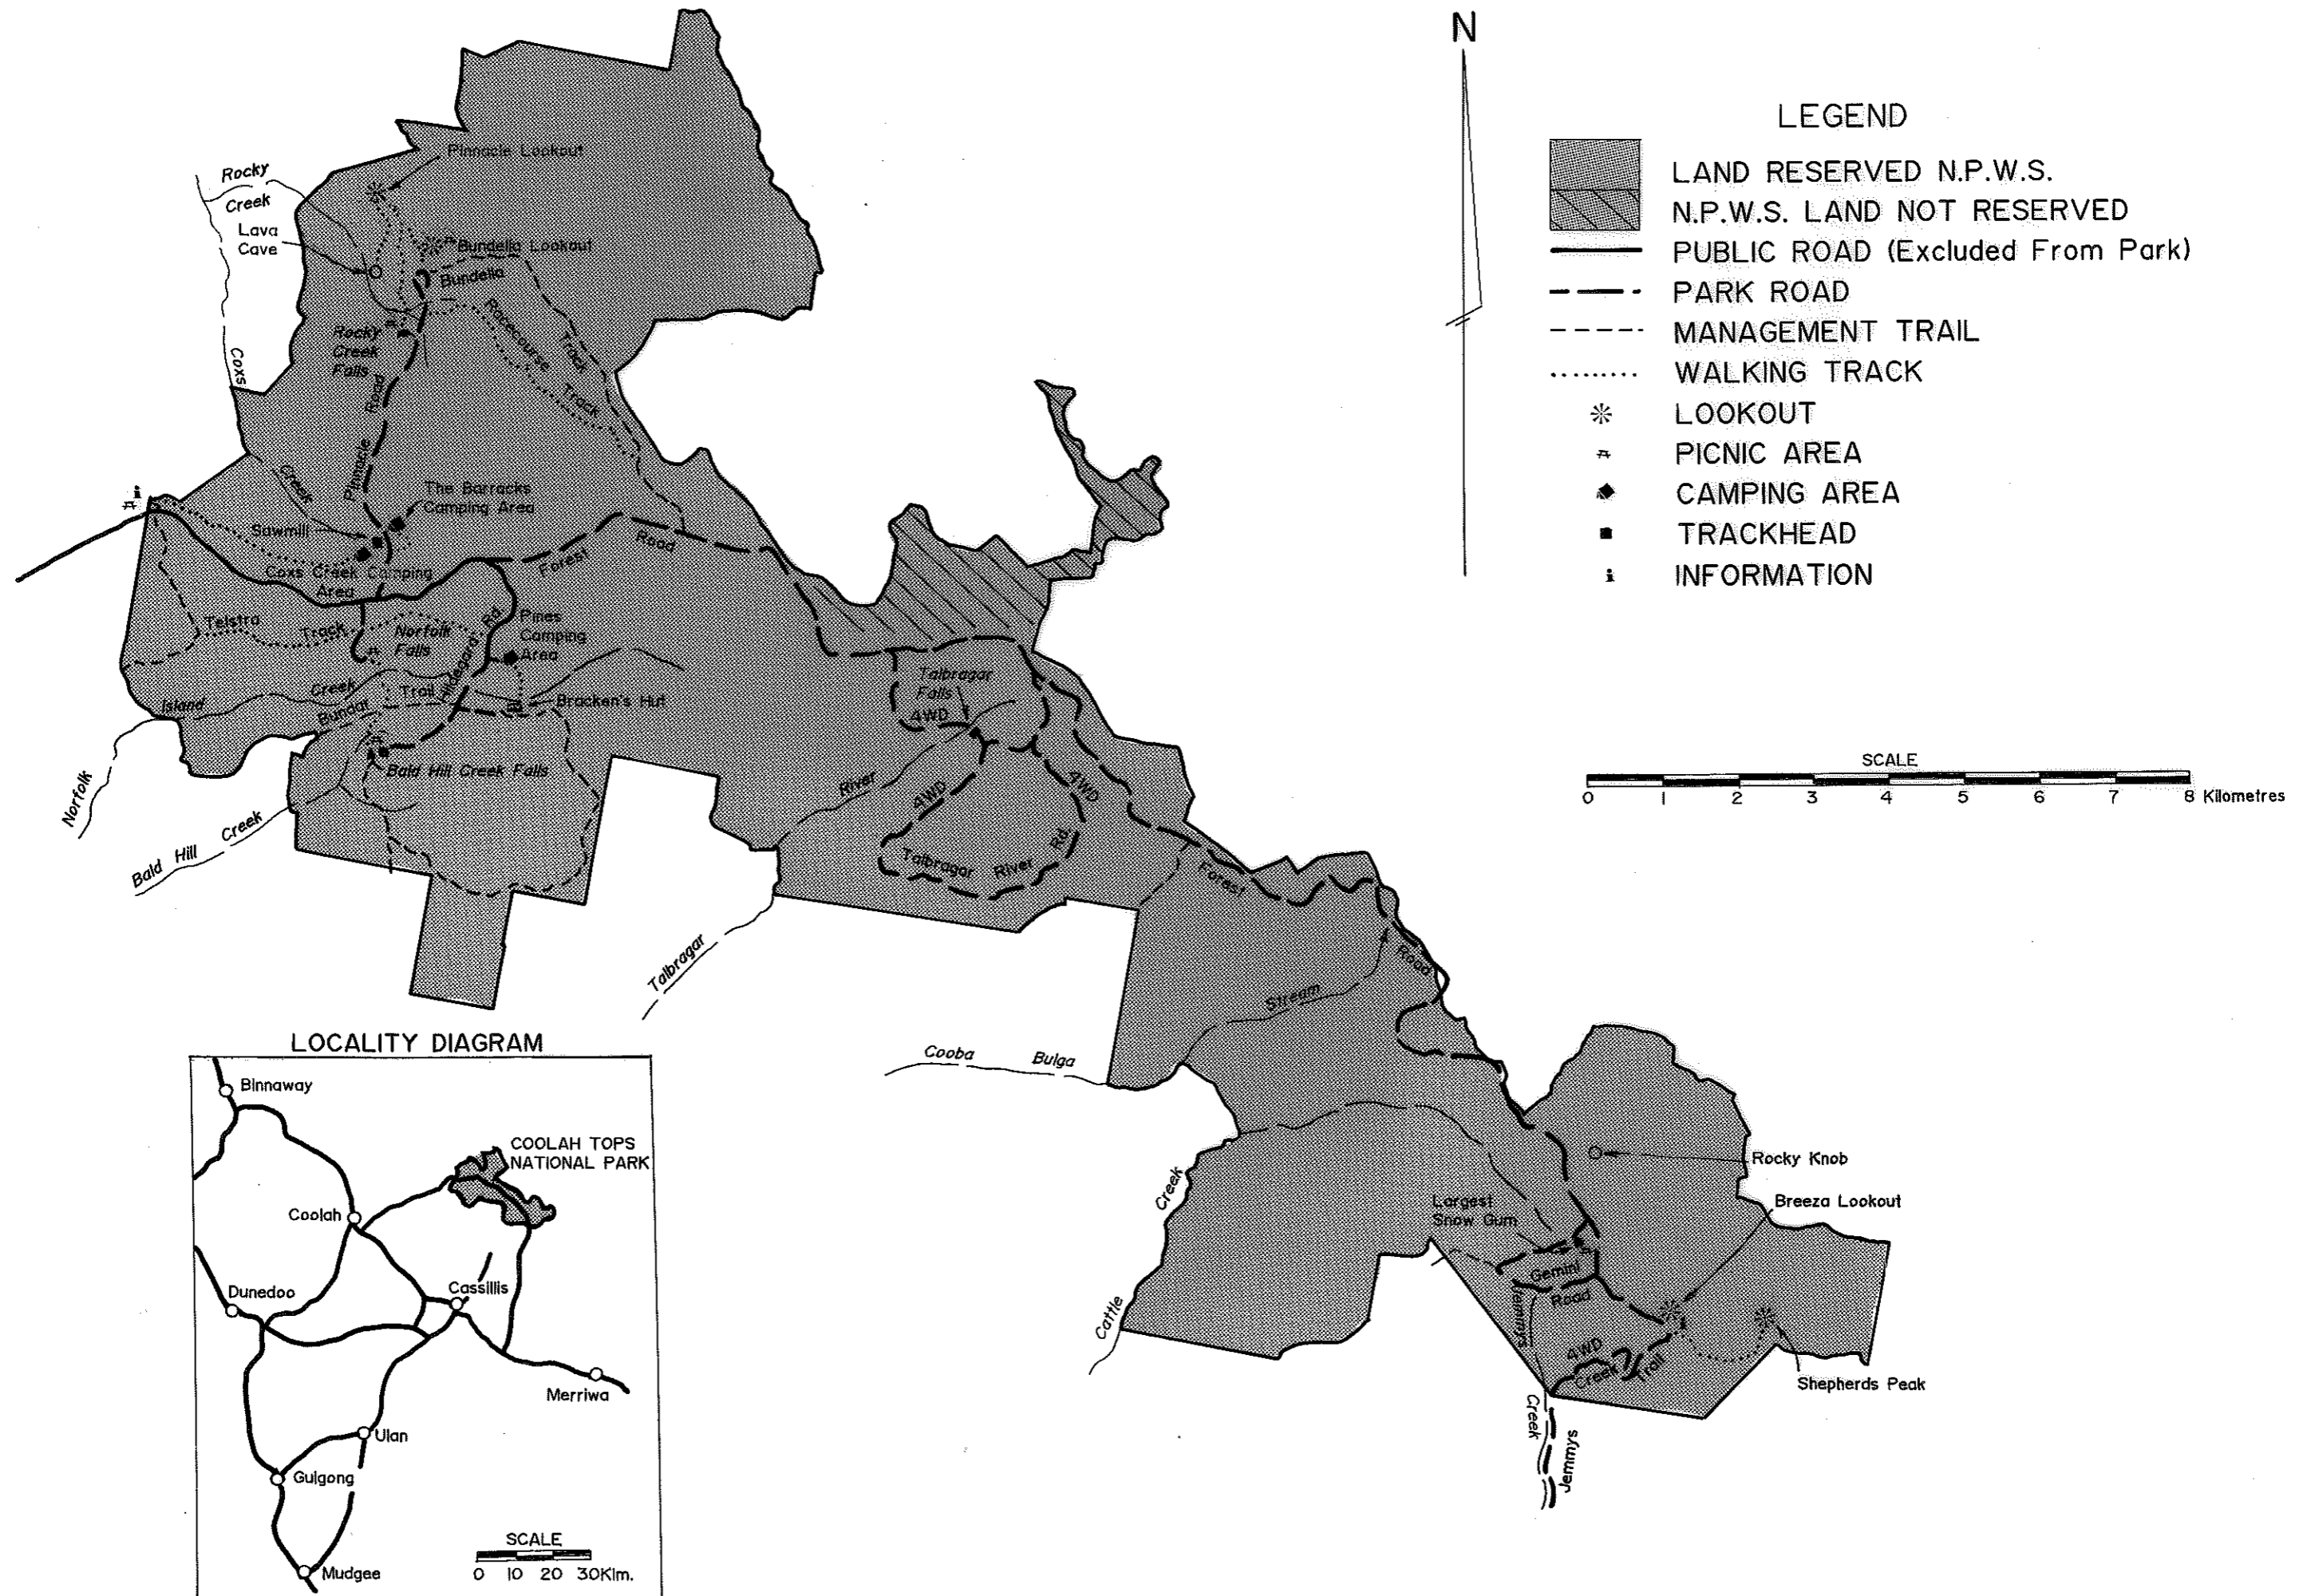 N
LEGEND
LAND RESERVED N.P.W.S.
N.P.W.S. LAND NOT RESERVED
PUBLIC ROAD (Excluded From Park)
PARK ROAD
MANAGEMENT TRAIL
WALKING TRACK
LOOKOUT
PICNIC AREA
CAMPING AREA
TRACKHEAD
INFORMATION
SCALE
0 1 2 3 4 5 6 7 8 Kilometres
Pinnacle Lookout
Rocky
Creek
Lava
Cave
Bundella Lookout
Bundella
Track
Racecourse
Track
Rocky
Creek
Falls
Coxs
Creek
Pinnacle
Road
The Barracks
Camping Area
Sawmill
Coxs Creek Camping
Area
Forest
Road
Telstra
Track
Norfolk
Falls
Hildegard
Rd
Pines
Camping
Area
Island
Creek
Bundar
Trail
Bracken's Hut
Norfolk
Bald Hill Creek Falls
Bald Hill Creek
Talbragar
Falls
4WD
River
4WD
4WD
Talbragar River Rd
Talbragar
Forest
Road
Stream
Cooba Bulga
Creek
Cattle
Rocky Knob
Breeza Lookout
Largest
Snow Gum
Gemini
Road
Jemmys
4WD
Creek Trail
Shepherds Peak
Creek
Jemmys
LOCALITY DIAGRAM
Binnaway
COOLAH TOPS
NATIONAL PARK
Coolah
Dunedoo
Cassillis
Merriwa
Ulan
Gulgong
Mudgee
SCALE
0 10 20 30Klm.